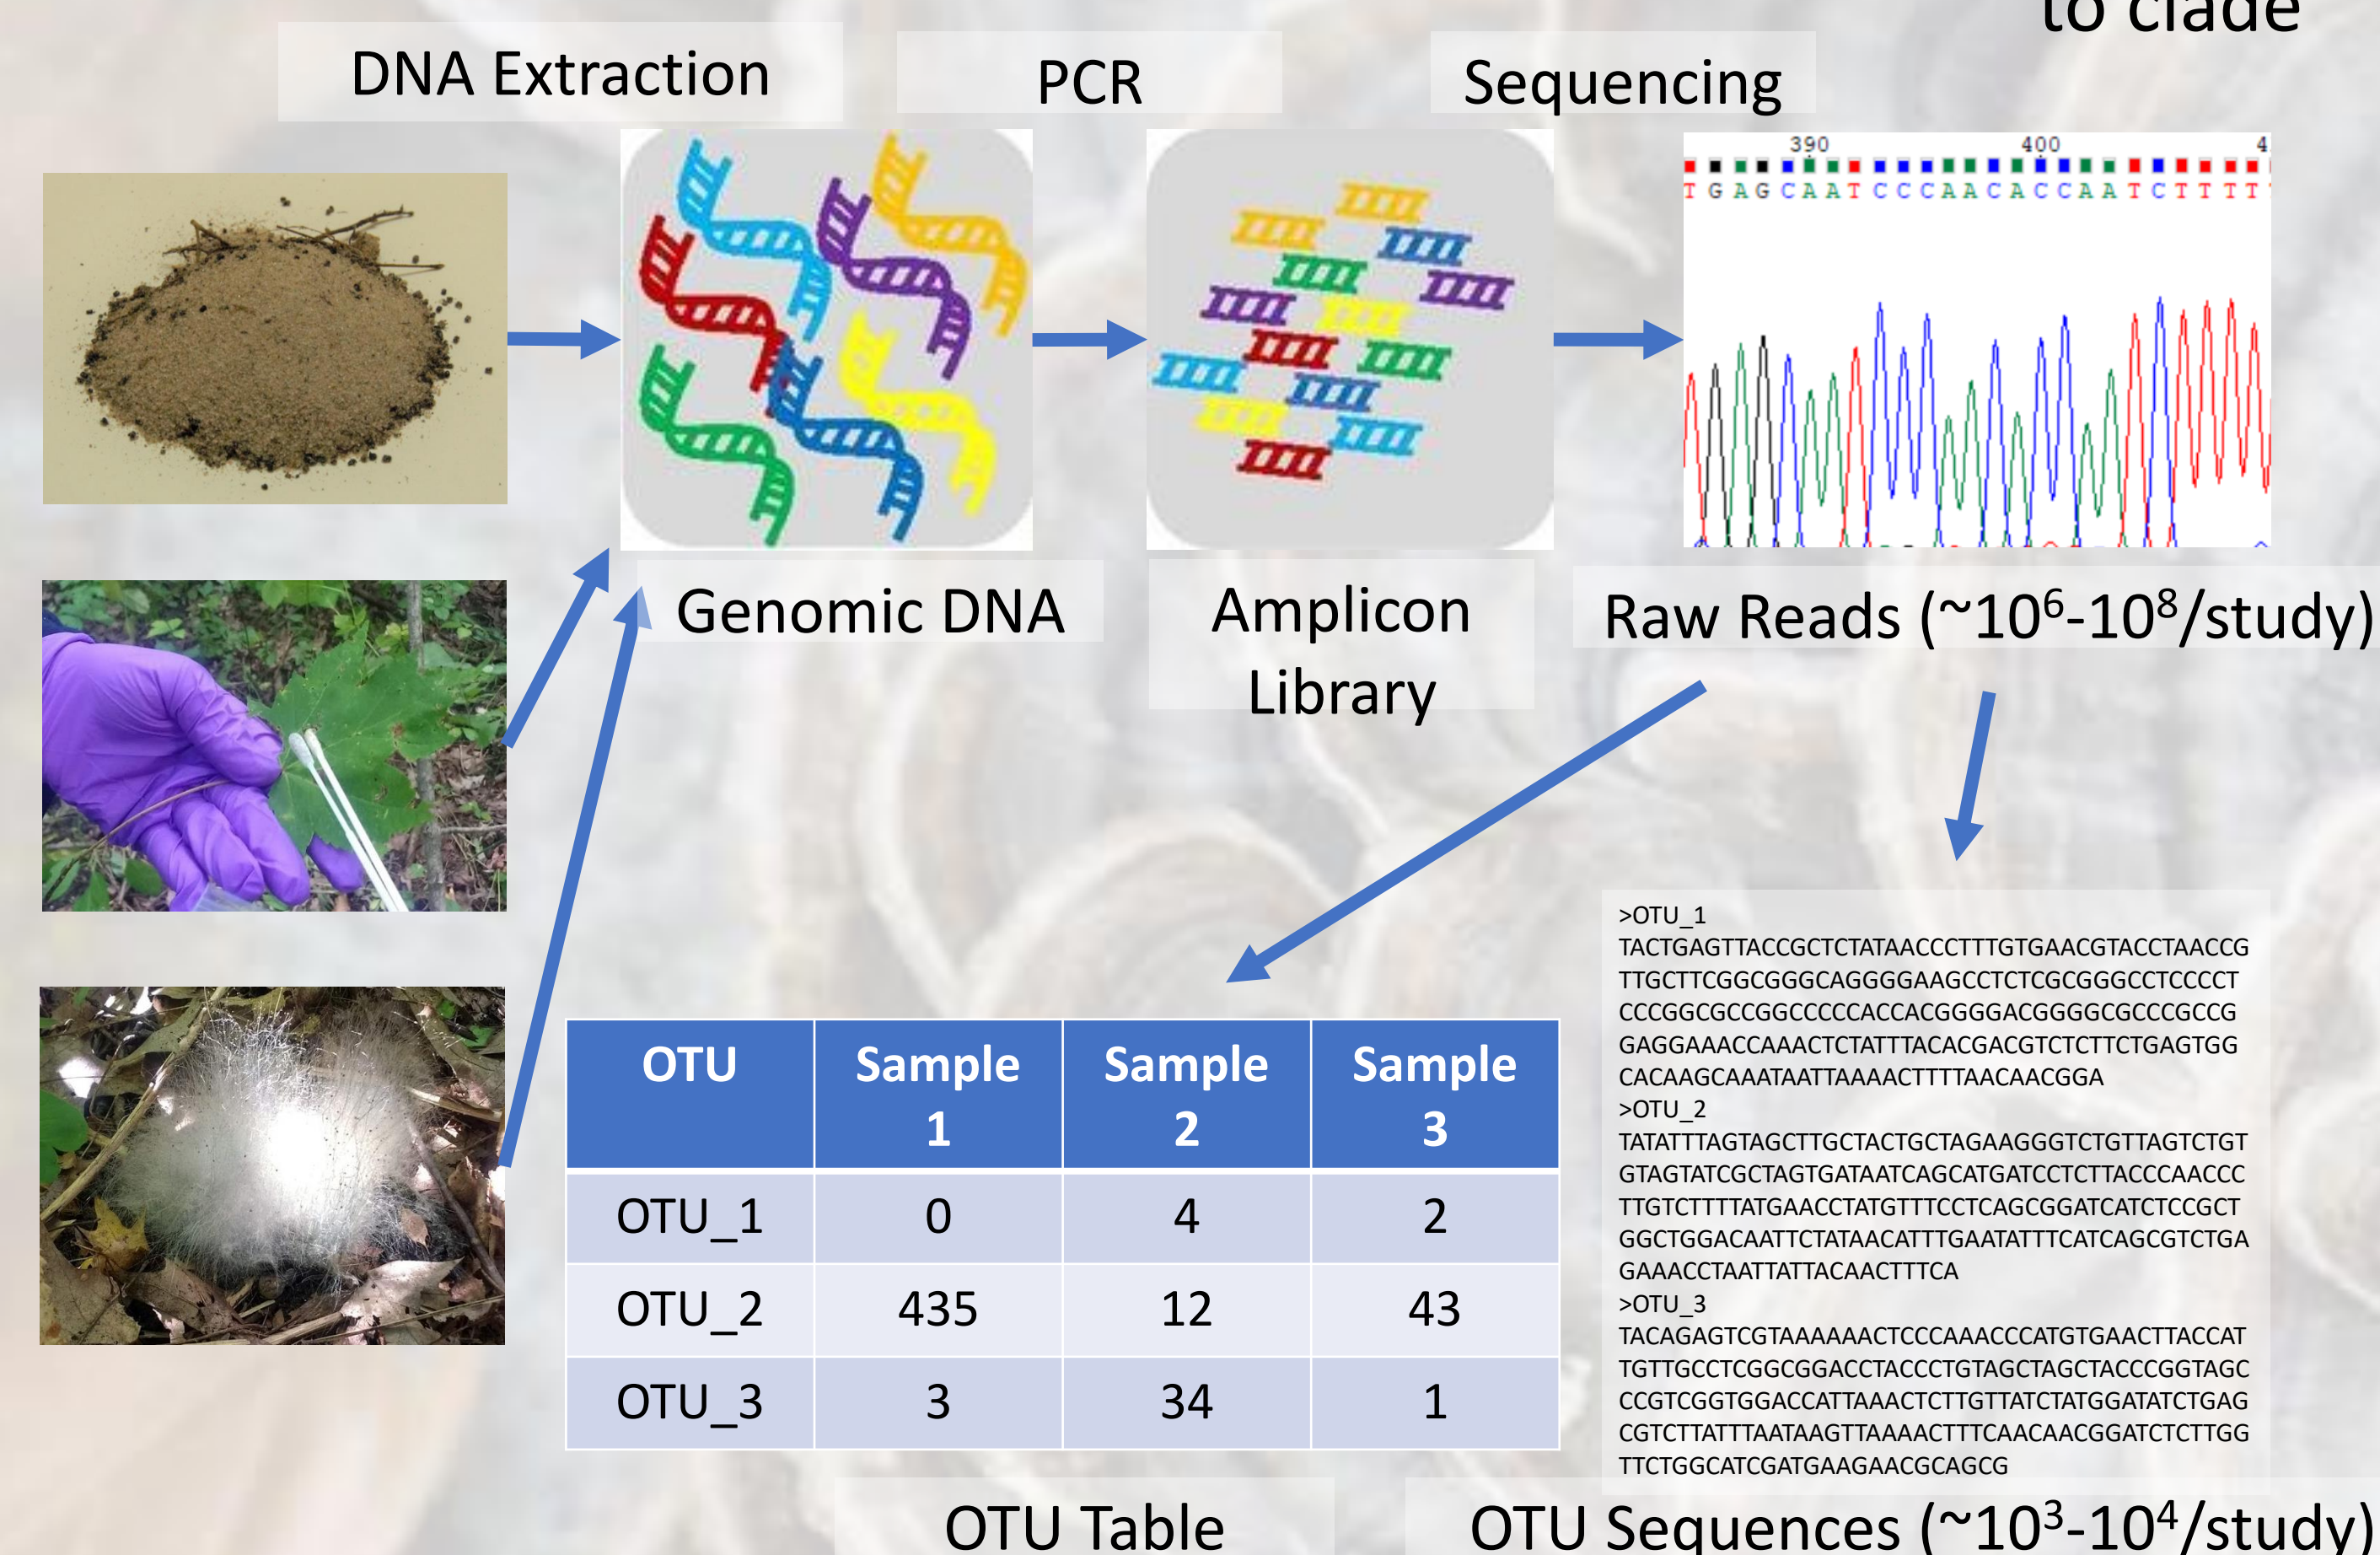 to clade
DNA Extraction
PCR
Sequencing
390 400 4
T G A G C A A T C C C A A C A C C A A T C T T T T
Genomic DNA
Amplicon
Library
Raw Reads (~10⁶-10⁸/study)
OTU Sample 1 Sample 2 Sample 3
OTU_1 0 4 2
OTU_2 435 12 43
OTU_3 3 34 1
>OTU_1
TACTGAGTTACCGCTCTATAACCCTTTGTGAACGTACCTAACCG
TTGCTTCGGCGGGCAGGGGAAGCCTCTCGCGGGCCTCCCCT
CCCGGCGCCGGCCCCCACCACGGGGACGGGGCGCCCGCCG
GAGGAAACCAAACTCTATTTACACGACGTCTCTTCTGAGTGG
CACAAGCAAATAATTAAAACTTTTAACAACGGA
>OTU_2
TATATTTAGTAGCTTGCTACTGCTAGAAGGGTCTGTTAGTCTGT
GTAGTATCGCTAGTGATAATCAGCATGATCCTCTTACCCAACCC
TTGTCTTTTATGAACCTATGTTTCCTCAGCGGATCATCTCCGCT
GGCTGGACAATTCTATAACATTTGAATATTTCATCAGCGTCTGA
GAAACCTAATTATTACAACTTTCA
>OTU_3
TACAGAGTCGTAAAAAACTCCCAAACCCATGTGAACTTACCAT
TGTTGCCTCGGCGGACCTACCCTGTAGCTAGCTACCCGGTAGC
CCGTCGGTGGACCATTAAACTCTTGTTATCTATGGATATCTGAG
CGTCTTATTTAATAAGTTAAAACTTTCAACAACGGATCTCTTGG
TTCTGGCATCGATGAAGAACGCAGCG
OTU Table
OTU Sequences (~10³-10⁴/study)